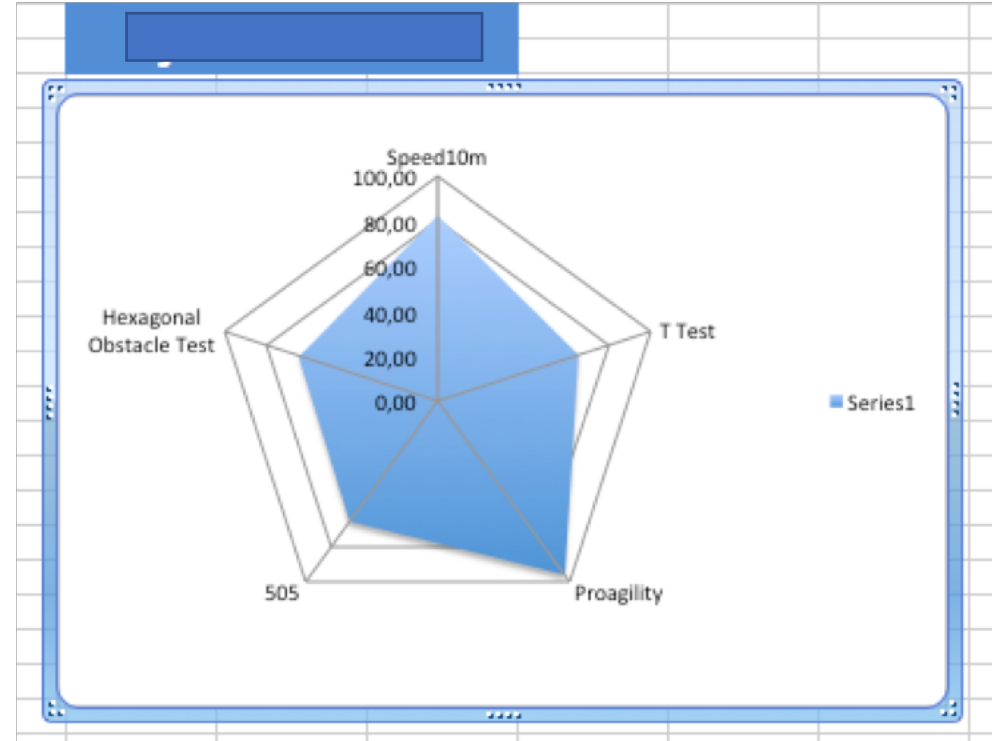 Speed10m
100,00
80,00
60,00
40,00
20,00
0,00
T Test
Proagility
505
Hexagonal
Obstacle Test
Series1